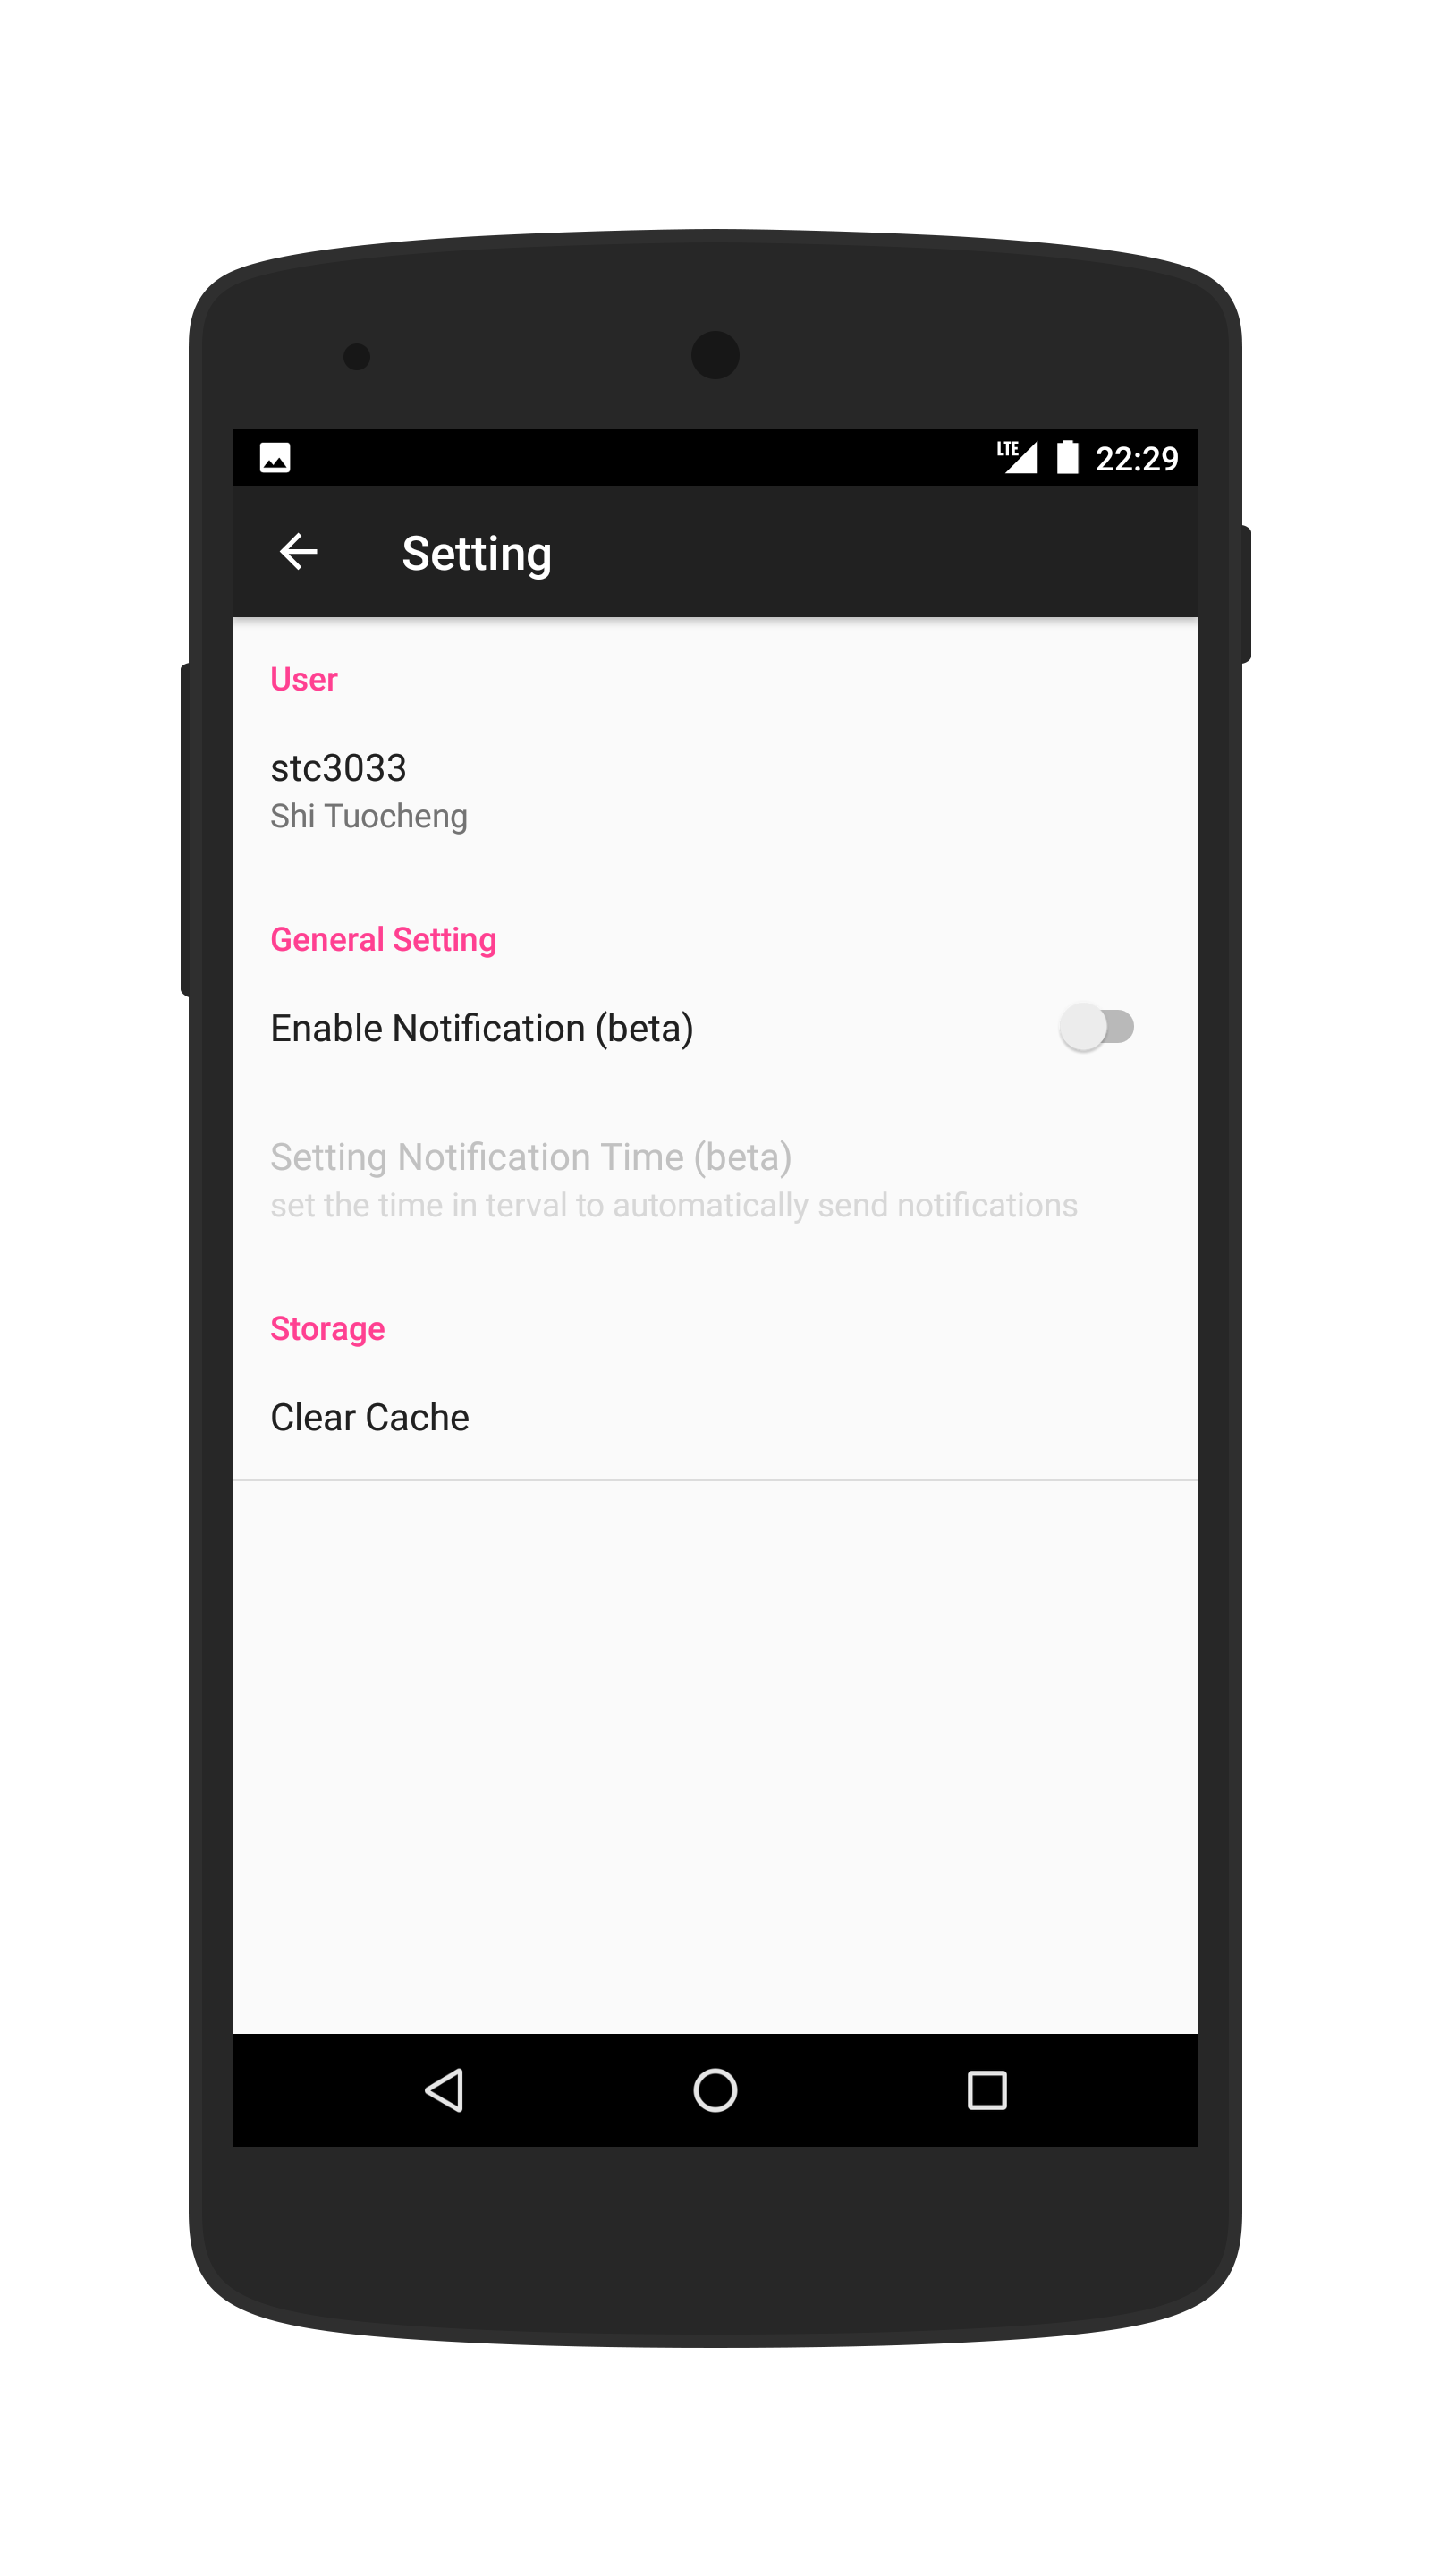 LTE 22:29
Setting
User
stc3033
Shi Tuocheng
General Setting
Enable Notification (beta)
Setting Notification Time (beta)
set the time in terval to automatically send notifications
Storage
Clear Cache